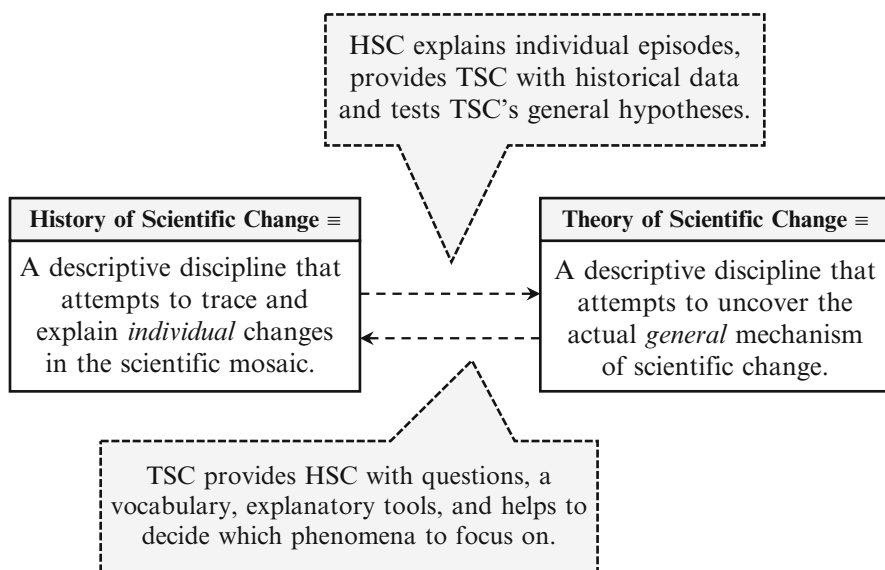 HSC explains individual episodes,
provides TSC with historical data
and tests TSC's general hypotheses.
History of Scientific Change ≡
A descriptive discipline that
attempts to trace and
explain individual changes
in the scientific mosaic.
Theory of Scientific Change ≡
A descriptive discipline that
attempts to uncover the
actual general mechanism
of scientific change.
TSC provides HSC with questions, a
vocabulary, explanatory tools, and helps to
decide which phenomena to focus on.